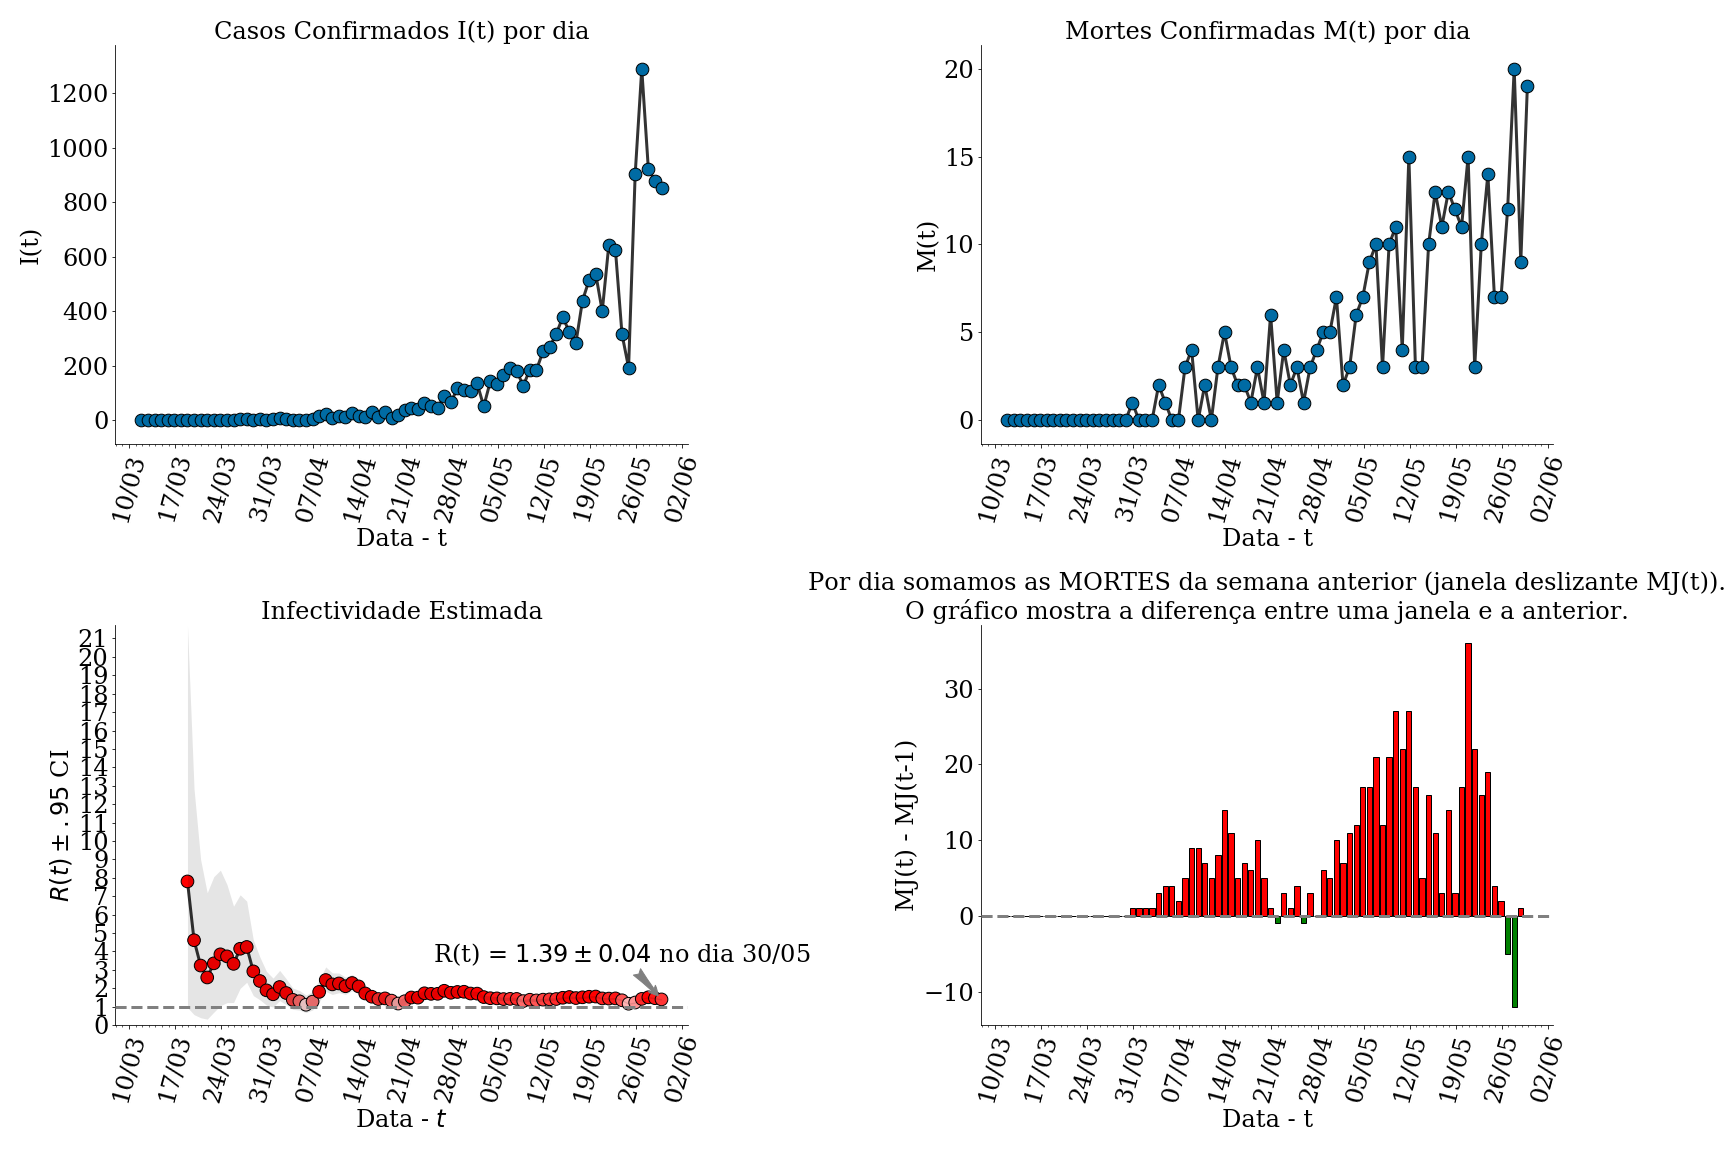 Casos Confirmados I(t) por dia
I(t)
1200
1000
800
600
400
200
0
10/03 17/03 24/03 31/03 07/04 14/04 21/04 28/04 05/05 12/05 19/05 26/05 02/06
Data - t
Mortes Confirmadas M(t) por dia
M(t)
20
15
10
5
0
10/03 17/03 24/03 31/03 07/04 14/04 21/04 28/04 05/05 12/05 19/05 26/05 02/06
Data - t
Infectividade Estimada
R(t) ± .95 CI
21
20
19
18
17
16
15
14
13
12
11
10
9
8
7
6
5
4
3
2
1
0
R(t) = 1.39 ± 0.04 no dia 30/05
10/03 17/03 24/03 31/03 07/04 14/04 21/04 28/04 05/05 12/05 19/05 26/05 02/06
Data - t
Por dia somamos as MORTES da semana anterior (janela deslizante MJ(t)).
O gráfico mostra a diferença entre uma janela e a anterior.
MJ(t) - MJ(t-1)
30
20
10
0
−10
10/03 17/03 24/03 31/03 07/04 14/04 21/04 28/04 05/05 12/05 19/05 26/05 02/06
Data - t